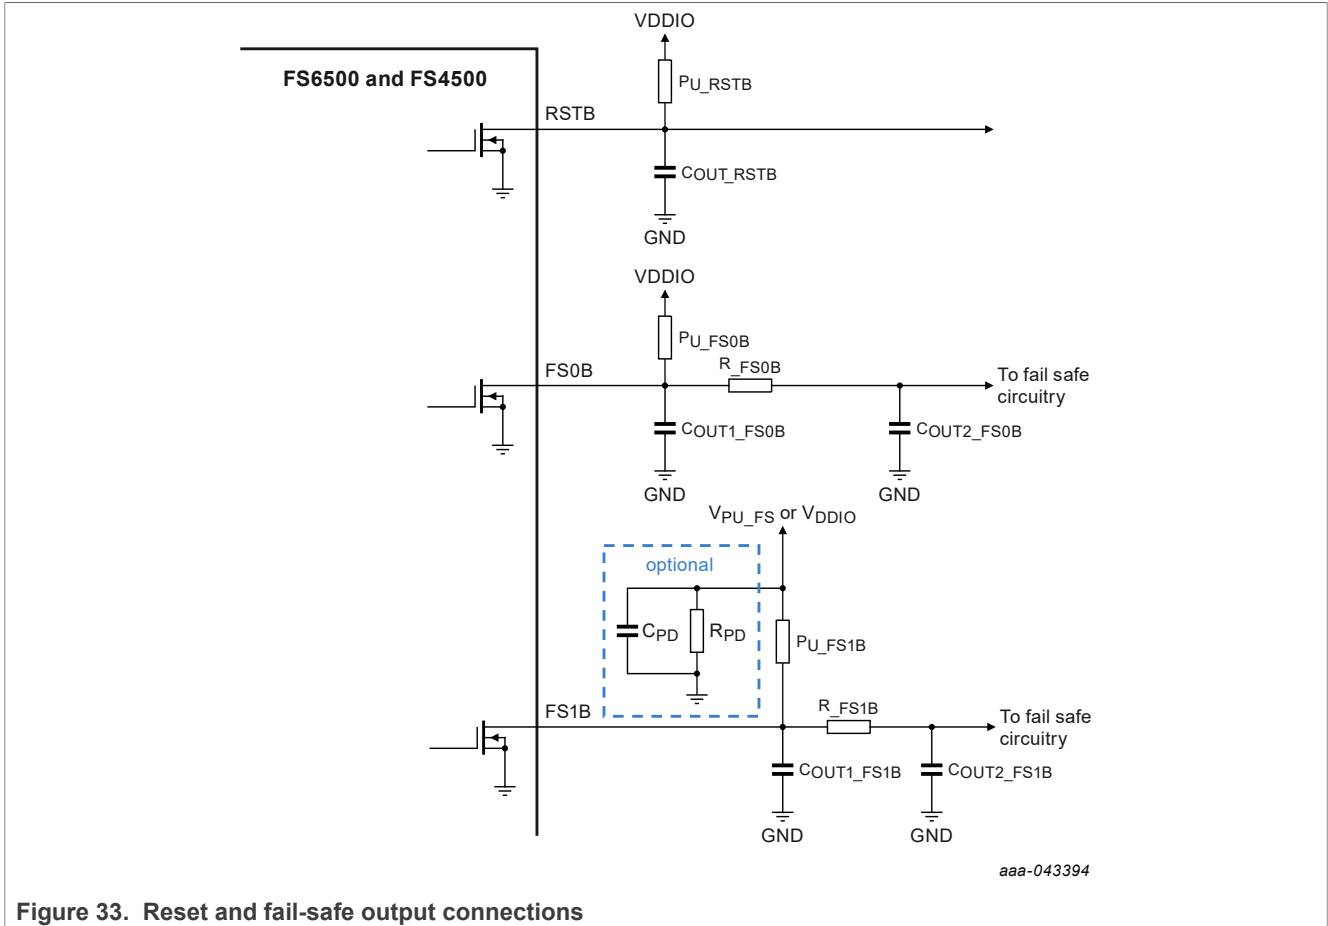 VDDIO
FS6500 and FS4500
PU_RSTB
RSTB
COUT_RSTB
GND
VDDIO
PU_FS0B
FS0B
R_FS0B
To fail safe
circuitry
COUT1_FS0B
COUT2_FS0B
GND
GND
VPU_FS or VDDIO
optional
CPD
RPD
PU_FS1B
FS1B
R_FS1B
To fail safe
circuitry
COUT1_FS1B
COUT2_FS1B
GND
GND
aaa-043394
Figure 33. Reset and fail-safe output connections